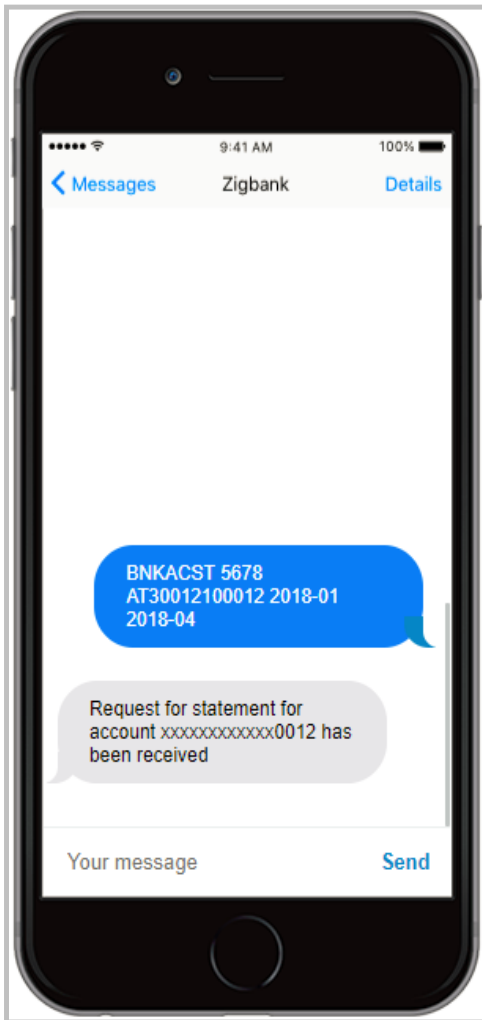 9:41 AM 100%
Messages Zigbank Details
BNKACST 5678
AT30012100012 2018-01
2018-04
Request for statement for
account xxxxxxxxxxxx0012 has
been received
Your message Send